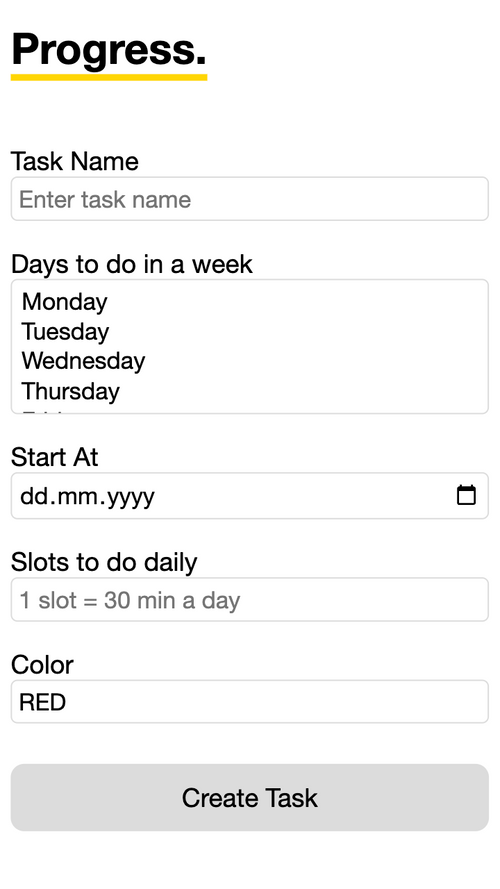 Progress.
Task Name
Enter task name
Days to do in a week
Monday
Tuesday
Wednesday
Thursday
Start At
dd.mm.yyyy
Slots to do daily
1 slot = 30 min a day
Color
RED
Create Task